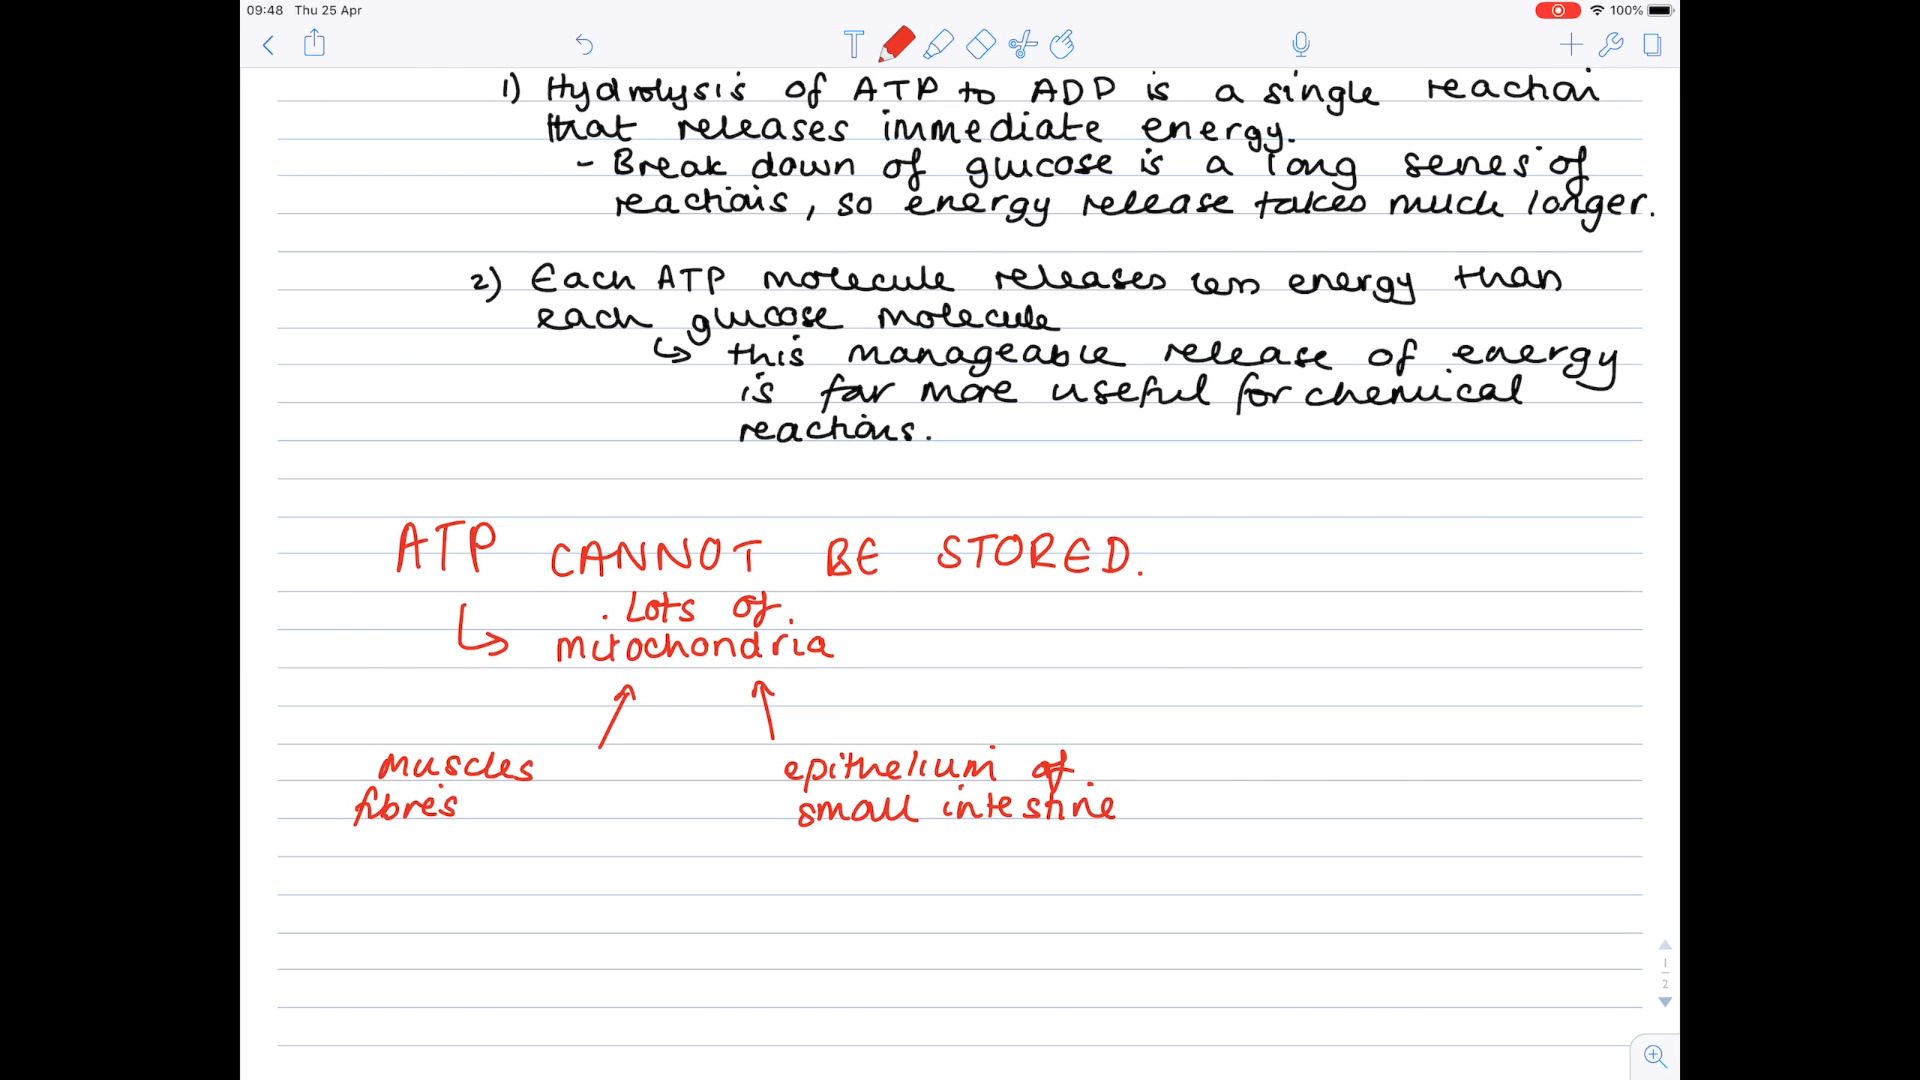 09:48 Thu 25 Apr
100%
1) Hydrolysis of ATP to ADP is a single reaction
that releases immediate energy.
- Break down of glucose is a long series of
reactions, so energy release takes much longer.
2) Each ATP molecule releases less energy than
each glucose molecule
↳ this manageable release of energy
is far more useful for chemical
reactions.
ATP CANNOT BE STORED.
↳ . Lots of
mitochondria
muscles
fibres
epithelium of
small intestine
1
2